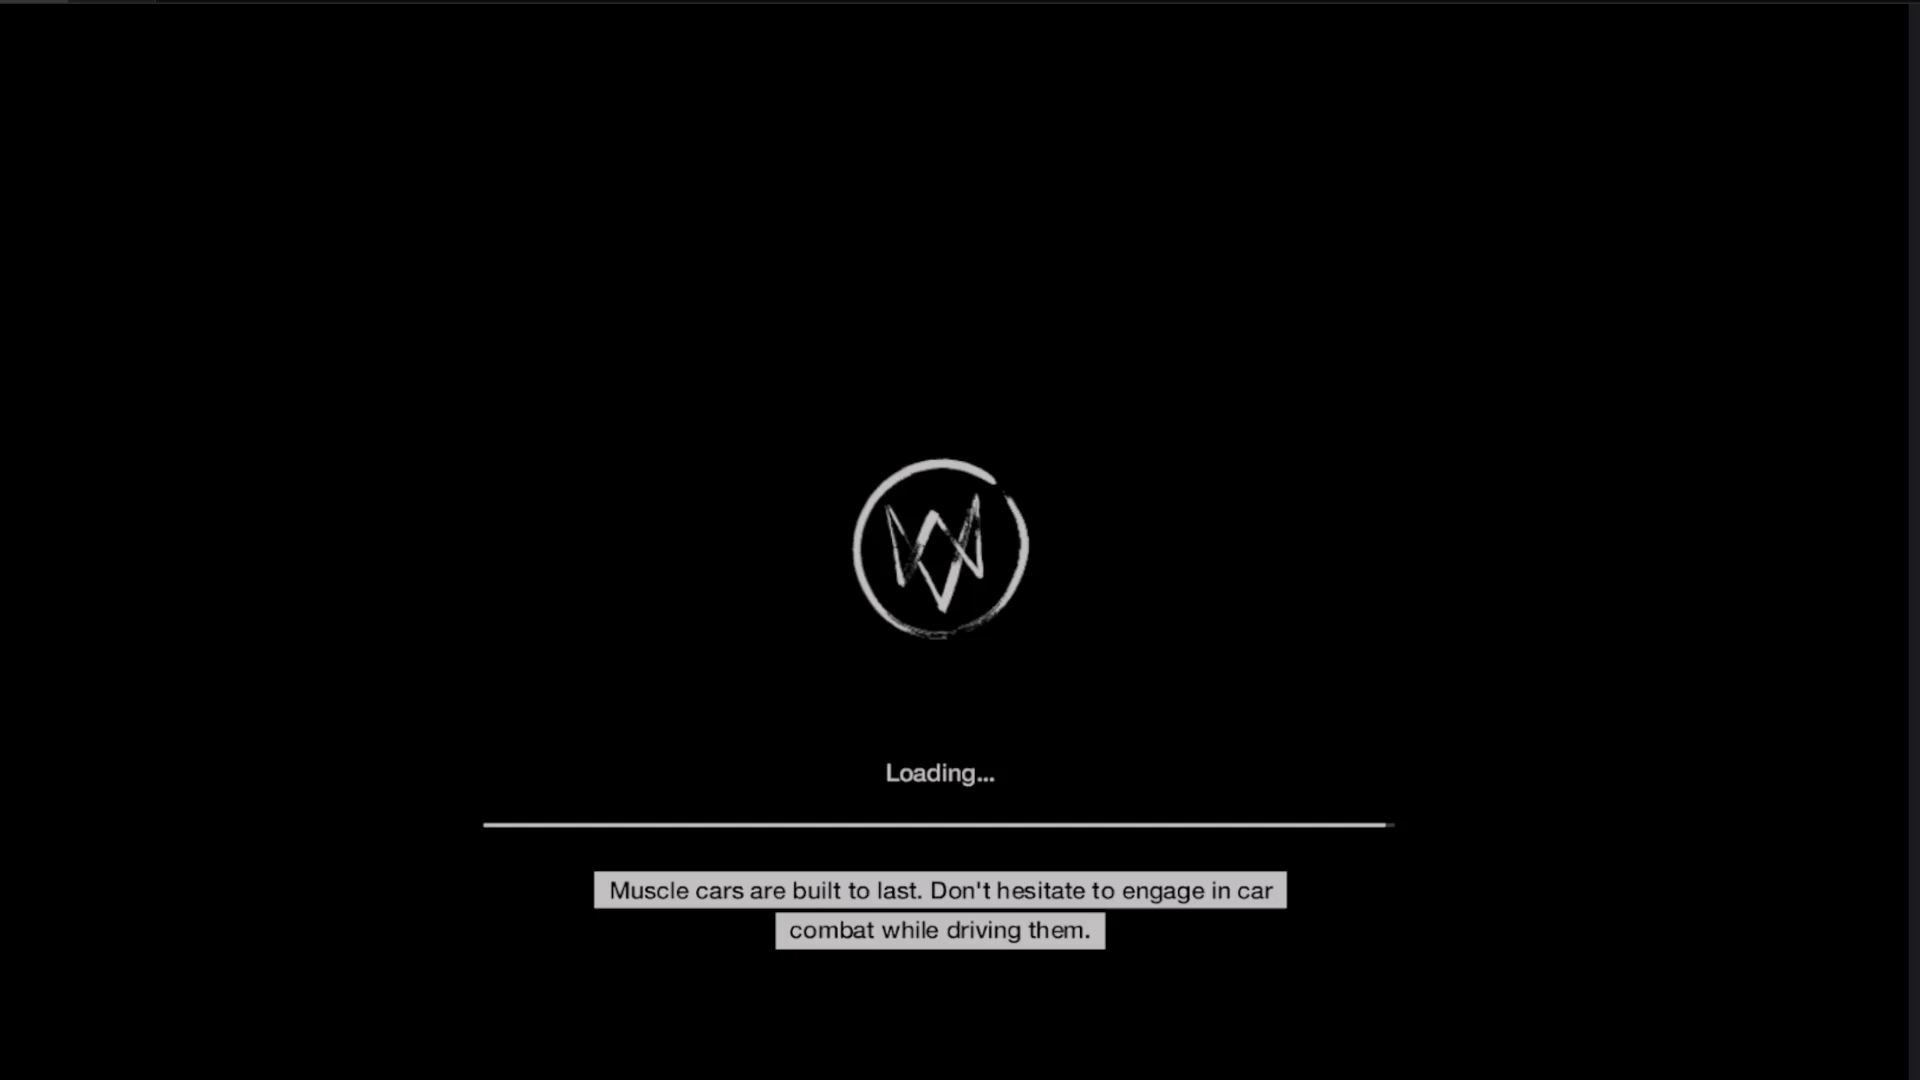 Loading...
Muscle cars are built to last. Don't hesitate to engage in car
combat while driving them.